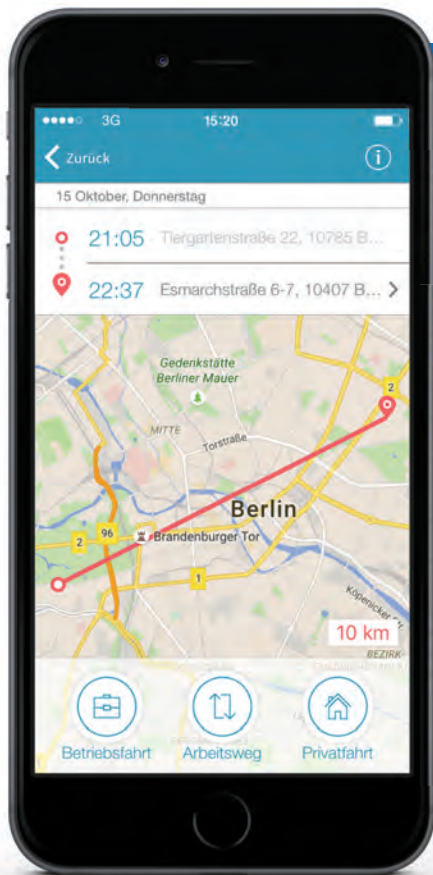 3G 15:20
Zurück
15 Oktober, Donnerstag
21:05 Tiergartenstraße 22, 10785 B...
22:37 Esmarchstraße 6-7, 10407 B...
2
Gedenkstätte
Berliner Mauer
MITTE
Torstraße
Berlin
96
2
Brandenburger Tor
1
Köpenicker
10 km
BEZIRK-
Betriebsfahrt Arbeitsweg Privatfahrt